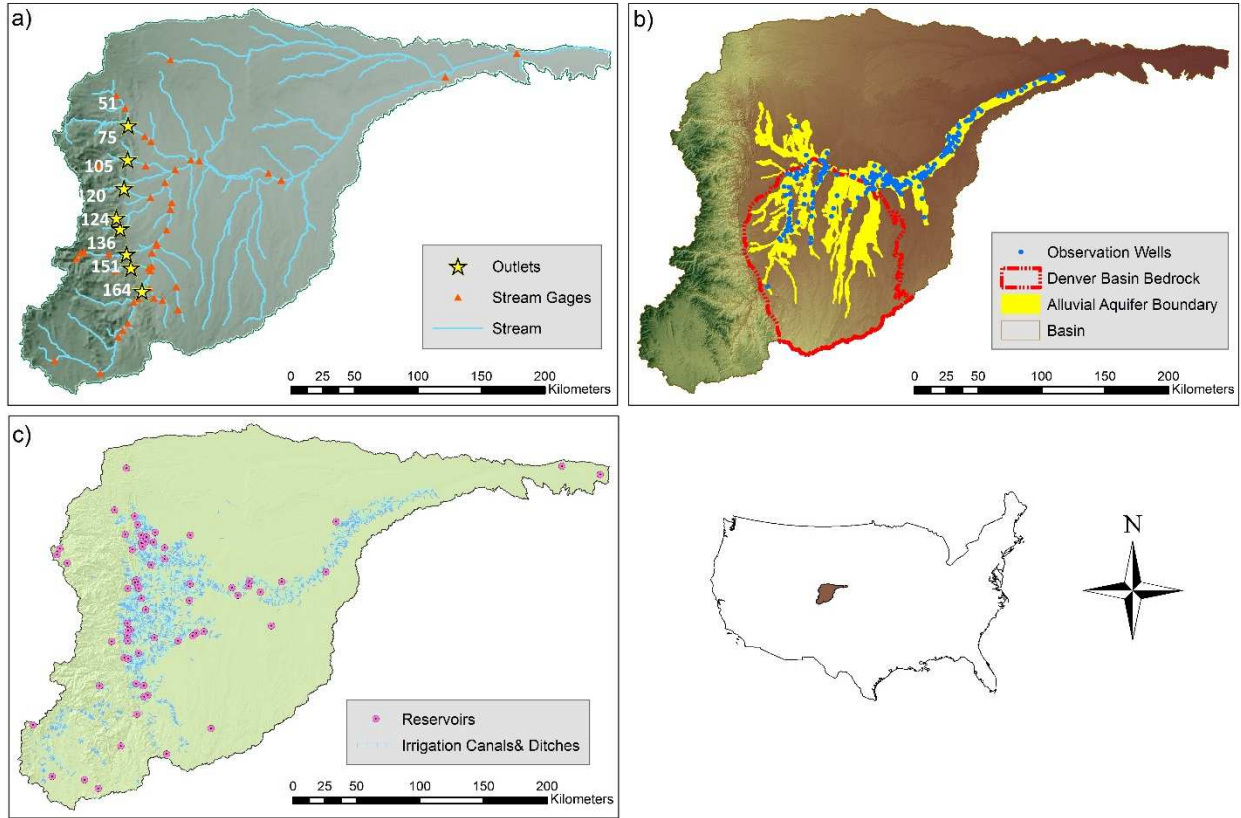 a)
51
75
105
120
124
136
151
164
Outlets
Stream Gages
Stream
0 25 50 100 150 200
Kilometers
b)
Observation Wells
Denver Basin Bedrock
Alluvial Aquifer Boundary
Basin
0 25 50 100 150 200
Kilometers
c)
Reservoirs
Irrigation Canals& Ditches
0 25 50 100 150 200
Kilometers
N